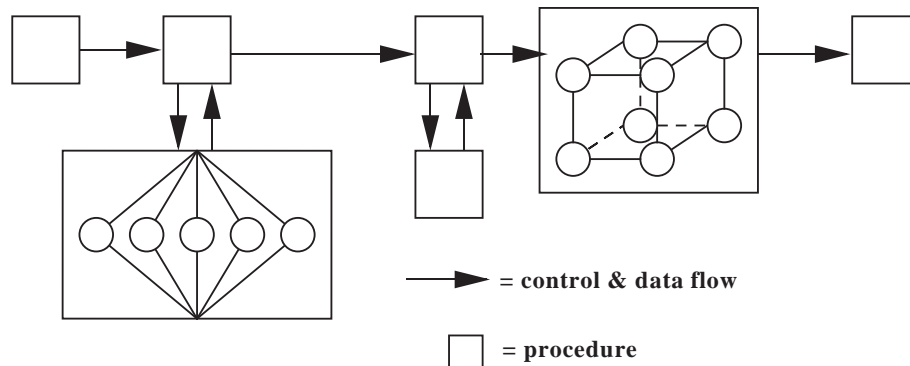 = control & data flow
= procedure